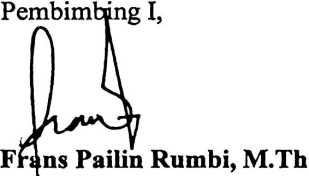 Pembimbing I,
Frans Pailin Rumbi, M.Th